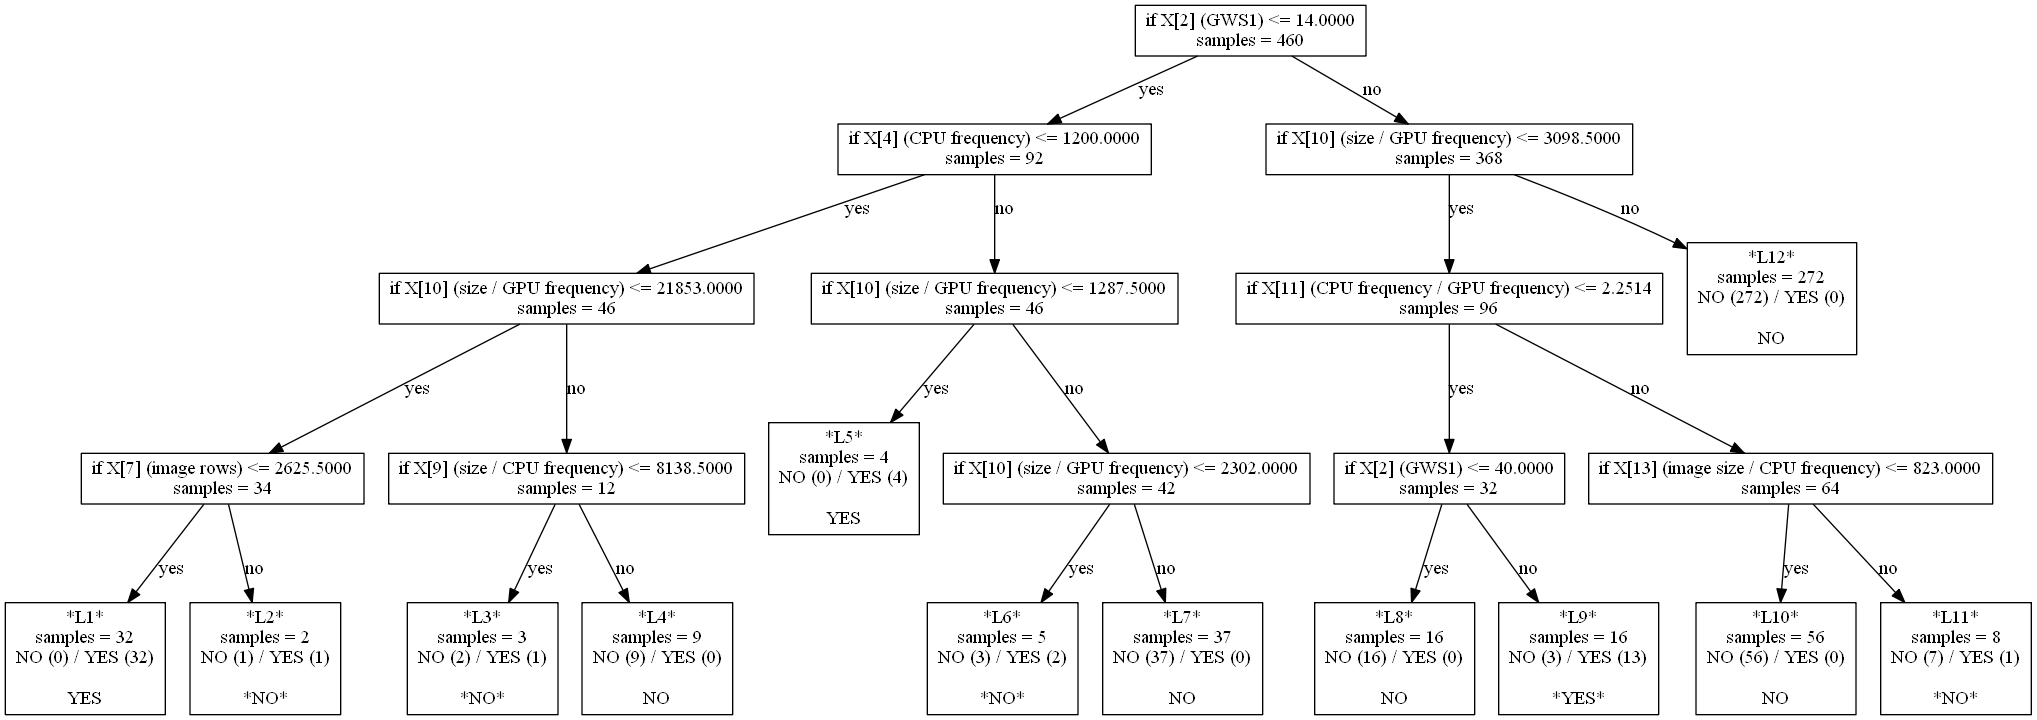 if X[2] (GWS1) <= 14.0000
samples = 460
yes
no
if X[4] (CPU frequency) <= 1200.0000
samples = 92
if X[10] (size / GPU frequency) <= 3098.5000
samples = 368
yes
no
yes
no
if X[10] (size / GPU frequency) <= 21853.0000
samples = 46
if X[10] (size / GPU frequency) <= 1287.5000
samples = 46
if X[11] (CPU frequency / GPU frequency) <= 2.2514
samples = 96
*L12*
samples = 272
NO (272) / YES (0)
NO
yes
no
yes
no
yes
no
if X[7] (image rows) <= 2625.5000
samples = 34
if X[9] (size / CPU frequency) <= 8138.5000
samples = 12
*L5*
samples = 4
NO (0) / YES (4)
YES
if X[10] (size / GPU frequency) <= 2302.0000
samples = 42
if X[2] (GWS1) <= 40.0000
samples = 32
if X[13] (image size / CPU frequency) <= 823.0000
samples = 64
yes
no
yes
no
yes
no
yes
no
yes
no
*L1*
samples = 32
NO (0) / YES (32)
YES
*L2*
samples = 2
NO (1) / YES (1)
*NO*
*L3*
samples = 3
NO (2) / YES (1)
*NO*
*L4*
samples = 9
NO (9) / YES (0)
NO
*L6*
samples = 5
NO (3) / YES (2)
*NO*
*L7*
samples = 37
NO (37) / YES (0)
NO
*L8*
samples = 16
NO (16) / YES (0)
NO
*L9*
samples = 16
NO (3) / YES (13)
*YES*
*L10*
samples = 56
NO (56) / YES (0)
NO
*L11*
samples = 8
NO (7) / YES (1)
*NO*